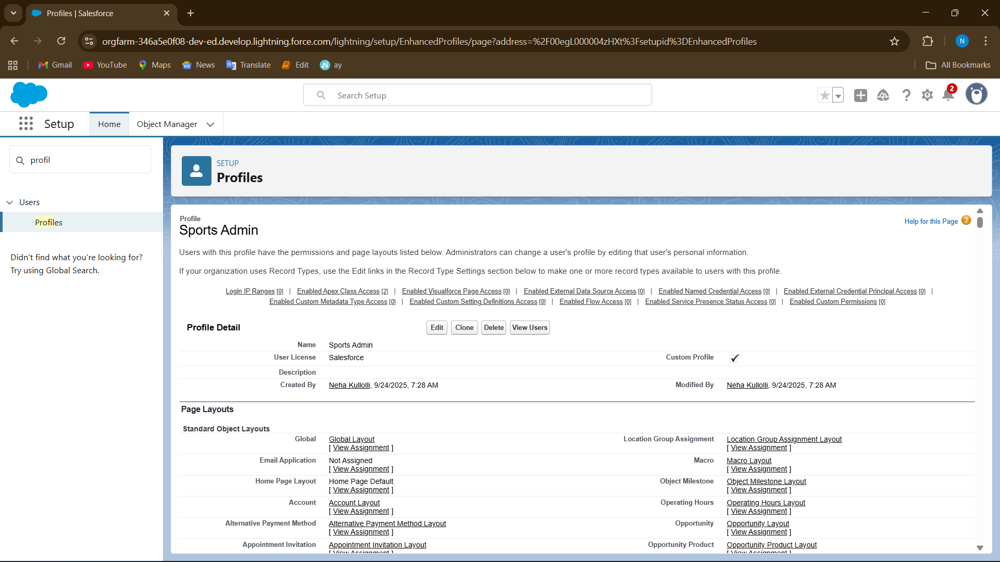 Profiles | Salesforce
orgfarm-346a5e0f08-dev-ed.develop.lightning.force.com/lightning/setup/EnhancedProfiles/page?address=%2F00egL000004zHXt%3Fsetupid%3DEnhancedProfiles
N
Gmail YouTube Maps News Translate Edit ay All Bookmarks
Search Setup
2
Setup Home Object Manager
profil
Users
Profiles
Didn't find what you're looking for?
Try using Global Search.
SETUP
Profiles
Profile
Sports Admin
Help for this Page ?
Users with this profile have the permissions and page layouts listed below. Administrators can change a user's profile by editing that user's personal information.
If your organization uses Record Types, use the Edit links in the Record Type Settings section below to make one or more record types available to users with this profile.
Login IP Ranges [0] | Enabled Apex Class Access [2] | Enabled Visualforce Page Access [0] | Enabled External Data Source Access [0] | Enabled Named Credential Access [0] | Enabled External Credential Principal Access [0] |
Enabled Custom Metadata Type Access [0] | Enabled Custom Setting Definitions Access [0] | Enabled Flow Access [0] | Enabled Service Presence Status Access [0] | Enabled Custom Permissions [0]
Profile Detail Edit Clone Delete View Users
Name Sports Admin
User License Salesforce Custom Profile
Description
Created By Neha Kullolli, 9/24/2025, 7:28 AM Modified By Neha Kullolli, 9/24/2025, 7:28 AM
Page Layouts
Standard Object Layouts
Global Global Layout Location Group Assignment Location Group Assignment Layout
[ View Assignment ] [ View Assignment ]
Email Application Not Assigned Macro Macro Layout
[ View Assignment ] [ View Assignment ]
Home Page Layout Home Page Default Object Milestone Object Milestone Layout
[ View Assignment ] [ View Assignment ]
Account Account Layout Operating Hours Operating Hours Layout
[ View Assignment ] [ View Assignment ]
Alternative Payment Method Alternative Payment Method Layout Opportunity Opportunity Layout
[ View Assignment ] [ View Assignment ]
Appointment Invitation Appointment Invitation Layout Opportunity Product Opportunity Product Layout
[ View Assignment ] [ View Assignment ]